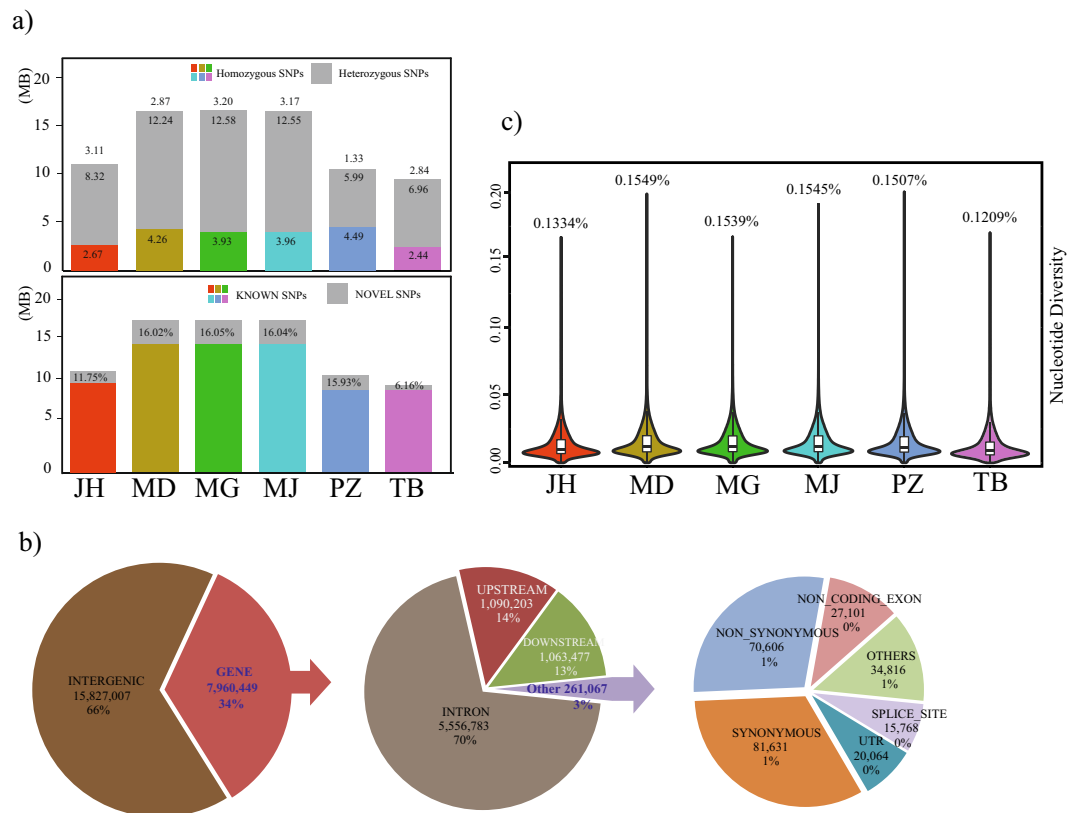 a)
(MB)
20
15
10
5
0
Homozygous SNPs
Heterozygous SNPs
3.11
8.32
2.67
2.87
12.24
4.26
3.20
12.58
3.93
3.17
12.55
3.96
1.33
5.99
4.49
2.84
6.96
2.44
(MB)
20
15
10
5
0
KNOWN SNPs
NOVEL SNPs
11.75%
16.02%
16.05%
16.04%
15.93%
6.16%
JH
MD
MG
MJ
PZ
TB
c)
0.20
0.15
0.10
0.05
0.00
0.1334%
0.1549%
0.1539%
0.1545%
0.1507%
0.1209%
Nucleotide Diversity
JH
MD
MG
MJ
PZ
TB
b)
INTERGENIC
15,827,007
66%
GENE
7,960,449
34%
UPSTREAM
1,090,203
14%
DOWNSTREAM
1,063,477
13%
Other 261,067
3%
INTRON
5,556,783
70%
NON_CODING_EXON
27,101
0%
NON_SYNONYMOUS
70,606
1%
OTHERS
34,816
1%
SPLICE_SITE
15,768
0%
UTR
20,064
0%
SYNONYMOUS
81,631
1%